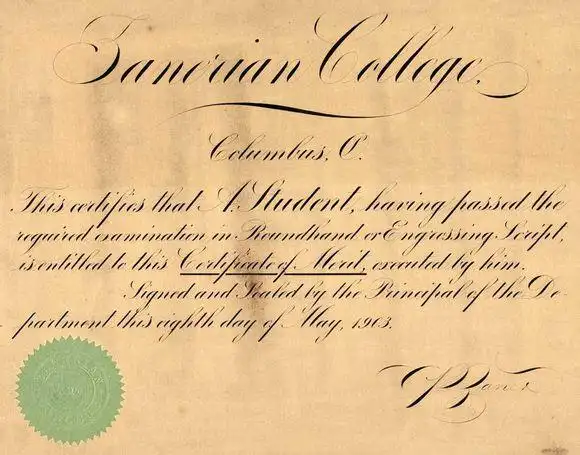 Zanerian College.
Columbus, O.
This certifies that A. Student, having passed the
required examination in Roundhand or Engrossing Script,
is entitled to this Certificate of Merit, executed by him.
Signed and Sealed by the Principal of the De-
partment this eighth day of May, 1903.
CP Zaner